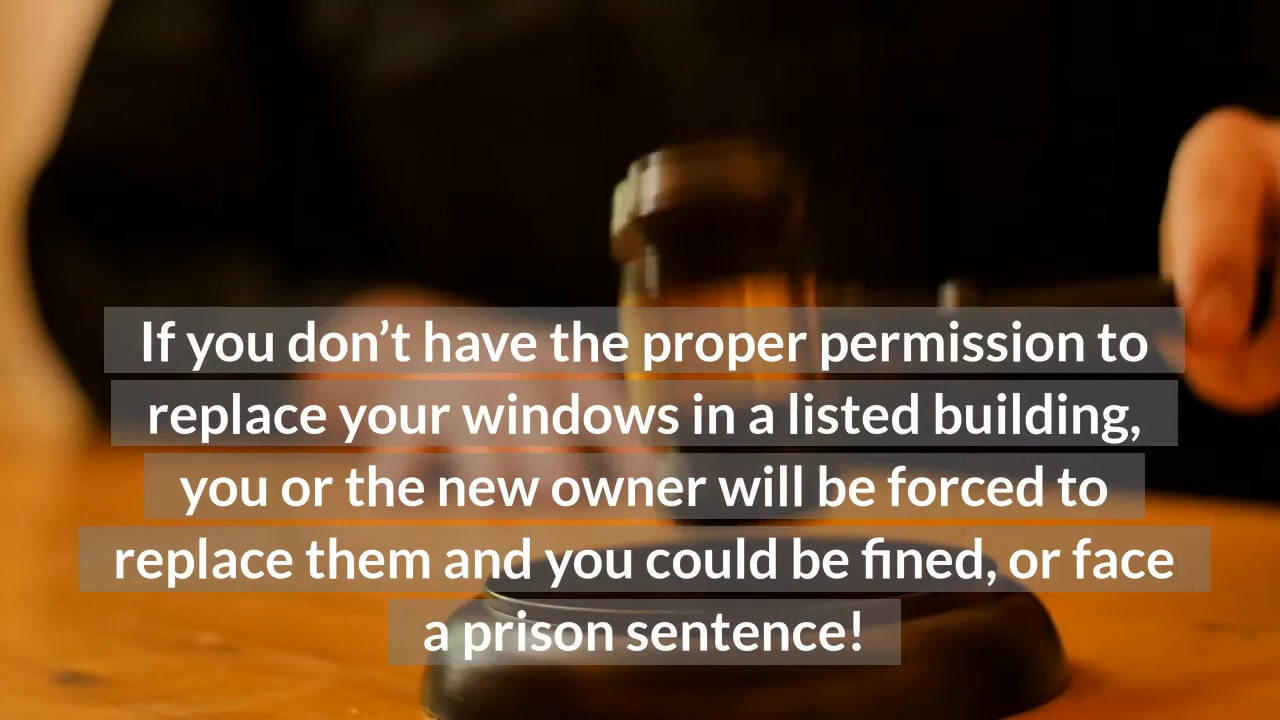 If you don’t have the proper permission to
replace your windows in a listed building,
you or the new owner will be forced to
replace them and you could be fined, or face
a prison sentence!